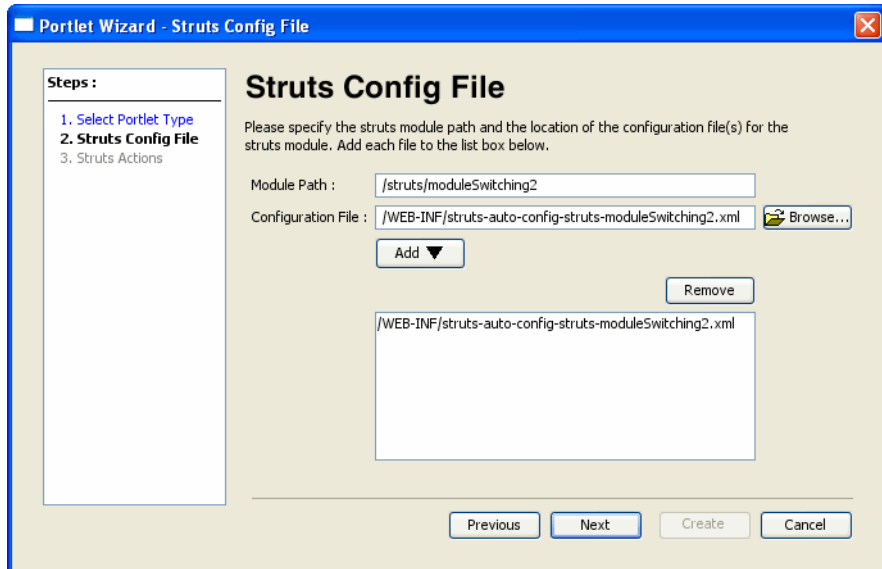 Portlet Wizard - Struts Config File
Steps :
1. Select Portlet Type
2. Struts Config File
3. Struts Actions
Struts Config File
Please specify the struts module path and the location of the configuration file(s) for the
struts module. Add each file to the list box below.
Module Path : /struts/moduleSwitching2
Configuration File : /WEB-INF/struts-auto-config-struts-moduleSwitching2.xml Browse...
Add
Remove
/WEB-INF/struts-auto-config-struts-moduleSwitching2.xml
Previous Next Create Cancel